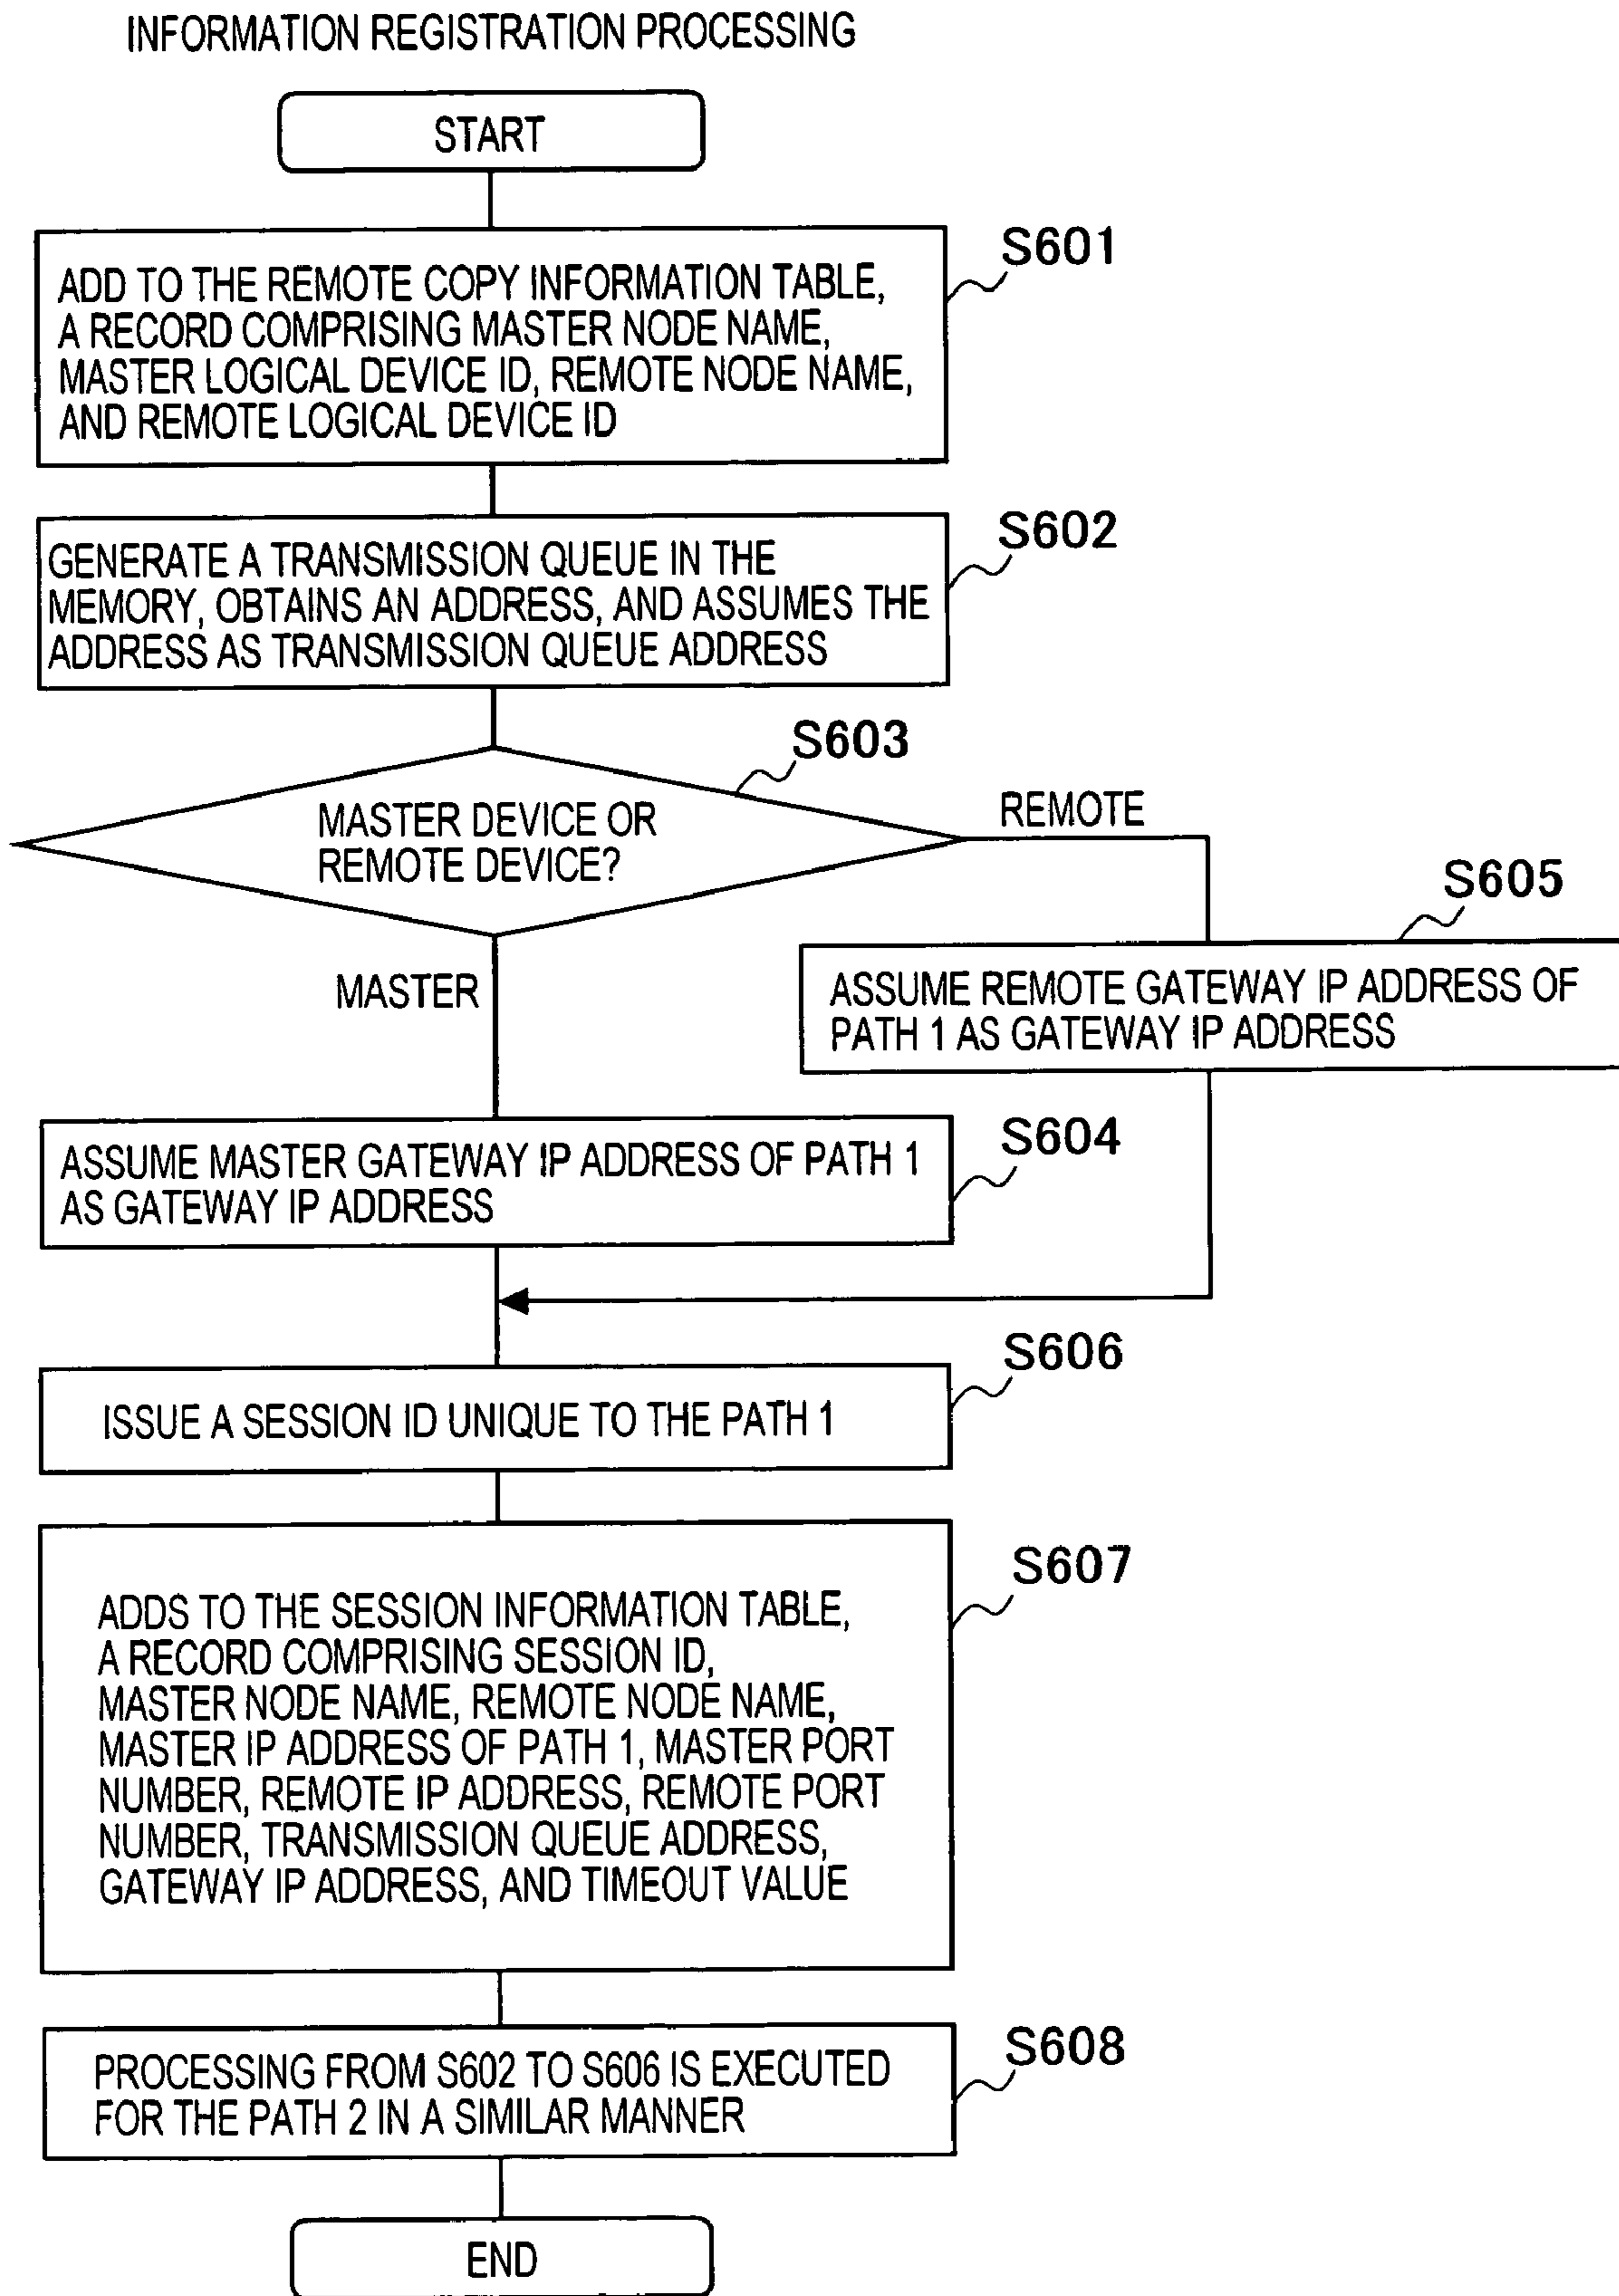 INFORMATION REGISTRATION PROCESSING
START
S601
ADD TO THE REMOTE COPY INFORMATION TABLE,
A RECORD COMPRISING MASTER NODE NAME,
MASTER LOGICAL DEVICE ID, REMOTE NODE NAME,
AND REMOTE LOGICAL DEVICE ID
S602
GENERATE A TRANSMISSION QUEUE IN THE
MEMORY, OBTAINS AN ADDRESS, AND ASSUMES THE
ADDRESS AS TRANSMISSION QUEUE ADDRESS
S603
MASTER DEVICE OR
REMOTE DEVICE?
REMOTE
S605
MASTER
ASSUME REMOTE GATEWAY IP ADDRESS OF
PATH 1 AS GATEWAY IP ADDRESS
S604
ASSUME MASTER GATEWAY IP ADDRESS OF PATH 1
AS GATEWAY IP ADDRESS
S606
ISSUE A SESSION ID UNIQUE TO THE PATH 1
S607
ADDS TO THE SESSION INFORMATION TABLE,
A RECORD COMPRISING SESSION ID,
MASTER NODE NAME, REMOTE NODE NAME,
MASTER IP ADDRESS OF PATH 1, MASTER PORT
NUMBER, REMOTE IP ADDRESS, REMOTE PORT
NUMBER, TRANSMISSION QUEUE ADDRESS,
GATEWAY IP ADDRESS, AND TIMEOUT VALUE
S608
PROCESSING FROM S602 TO S606 IS EXECUTED
FOR THE PATH 2 IN A SIMILAR MANNER
END